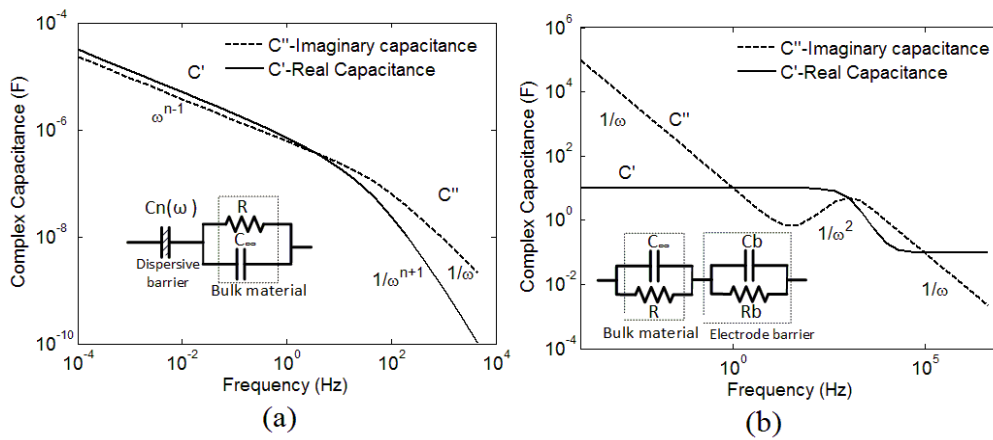 10^-4
10^-6
10^-8
10^-10
Complex Capacitance (F)
C''-Imaginary capacitance
C'-Real Capacitance
C'
ω^n-1
C''
1/ω
1/ω^n+1
Cn(ω)
R
C∞
Dispersive
barrier
Bulk material
10^-4
10^-2
10^0
10^2
10^4
Frequency (Hz)
(a)
10^6
10^4
10^2
10^0
10^-2
10^-4
Complex Capacitance (F)
C''-Imaginary capacitance
C'-Real Capacitance
1/ω
C''
C'
1/ω^2
1/ω
C∞
R
Cb
Rb
Bulk material
Electrode barrier
10^0
10^5
Frequency (Hz)
(b)